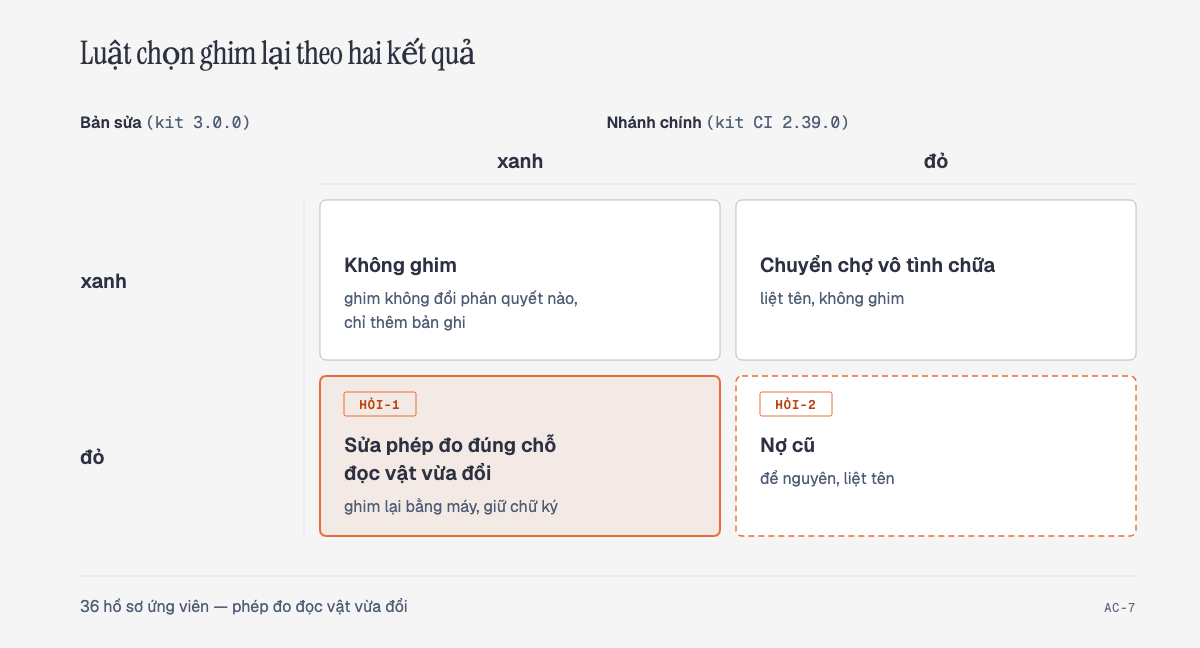 Luật chọn ghim lại theo hai kết quả
Bản sửa (kit 3.0.0)
Nhánh chính (kit CI 2.39.0)
xanh
đỏ
xanh
Không ghim
ghim không đổi phán quyết nào,
chỉ thêm bản ghi
Chuyển chợ vô tình chữa
liệt tên, không ghim
đỏ
HỎI-1
Sửa phép đo đúng chỗ
đọc vật vừa đổi
ghim lại bằng máy, giữ chữ ký
HỎI-2
Nợ cũ
để nguyên, liệt tên
36 hồ sơ ứng viên — phép đo đọc vật vừa đổi
AC-7